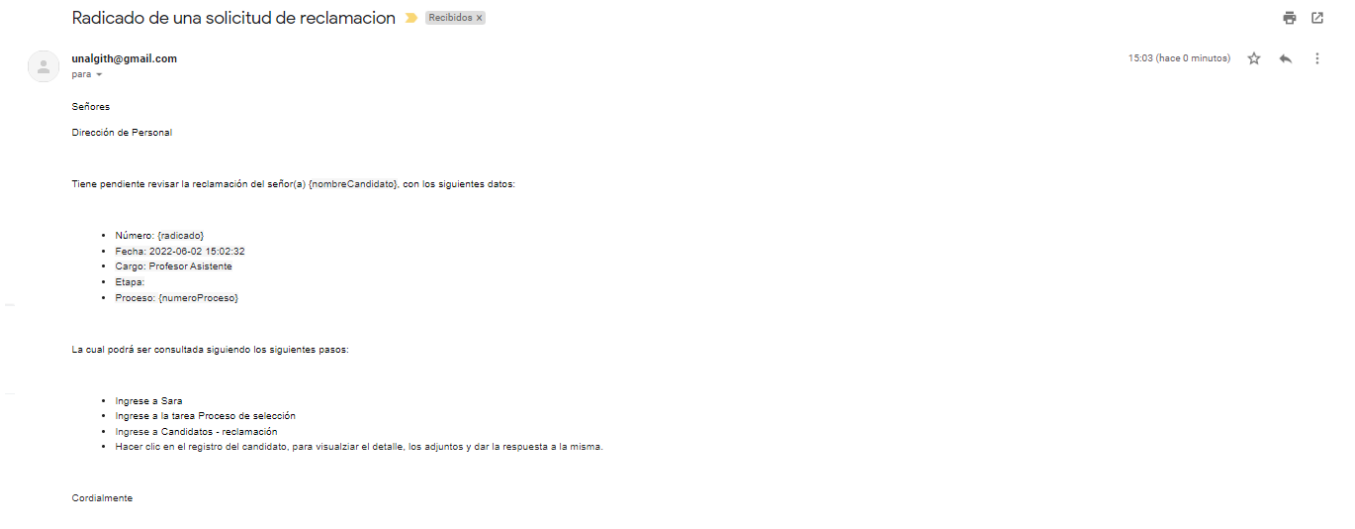 Radicado de una solicitud de reclamacion
Recibidos x
unalgith@gmail.com
15:03 (hace 0 minutos)
para
Señores
Dirección de Personal
Tiene pendiente revisar la reclamación del señor(a) {nombreCandidato}, con los siguientes datos:
• Número: {radicado}
• Fecha: 2022-06-02 15:02:32
• Cargo: Profesor Asistente
• Etapa:
• Proceso: {numeroProceso}
La cual podrá ser consultada siguiendo los siguientes pasos:
• Ingrese a Sara
• Ingrese a la tarea Proceso de selección
• Ingrese a Candidatos - reclamación
• Hacer clic en el registro del candidato, para visualziar el detalle, los adjuntos y dar la respuesta a la misma.
Cordialmente